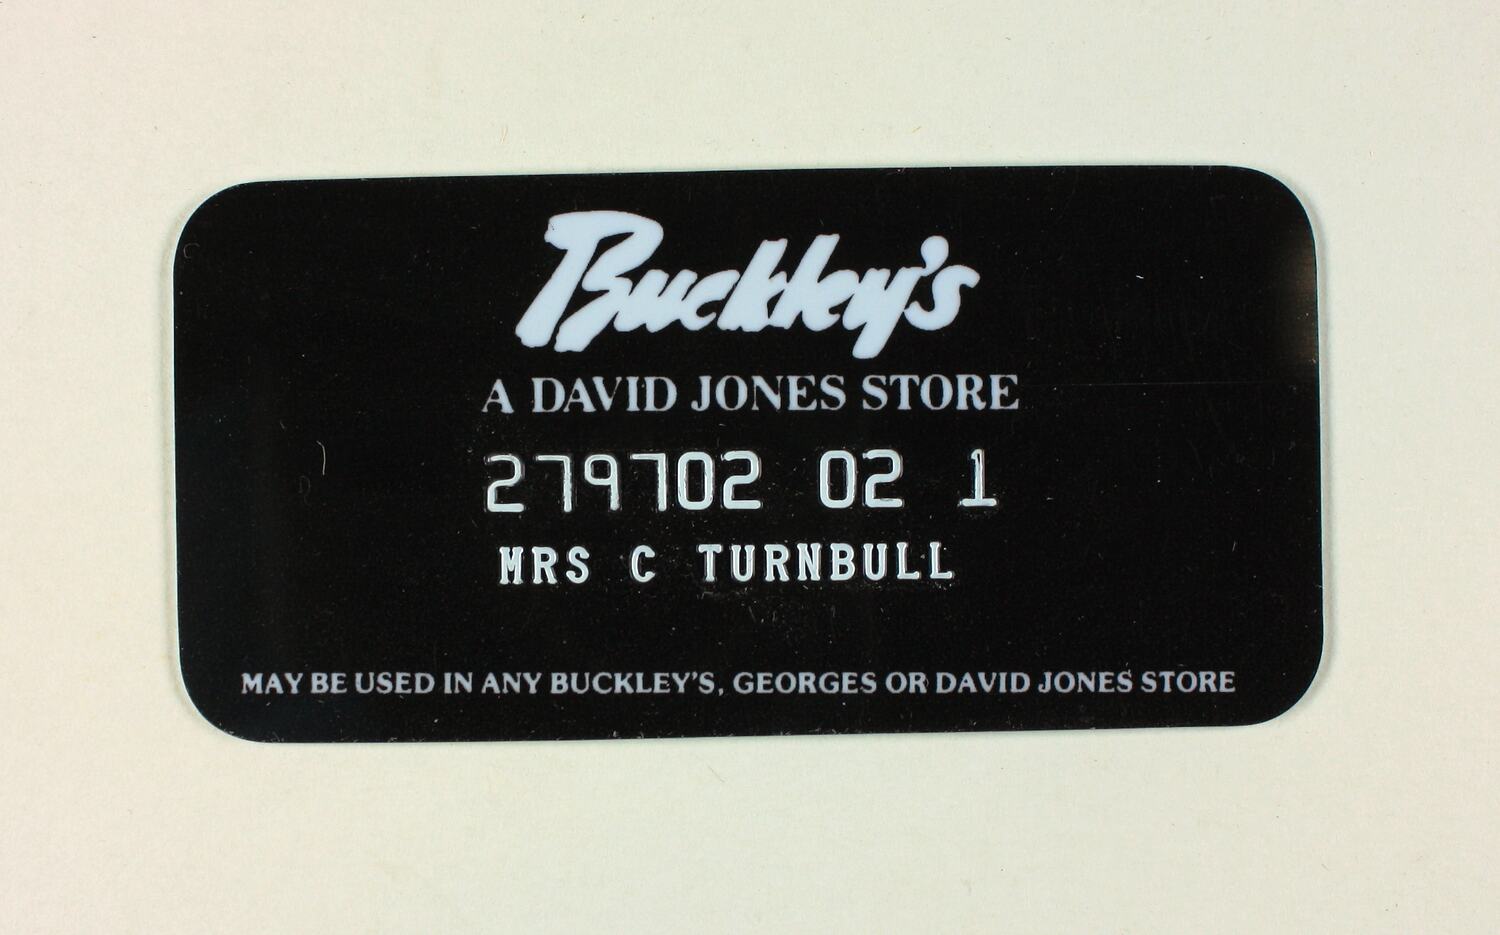 Buckley's
A DAVID JONES STORE
279702 02 1
MRS C TURNBULL
MAY BE USED IN ANY BUCKLEY'S, GEORGES OR DAVID JONES STORE